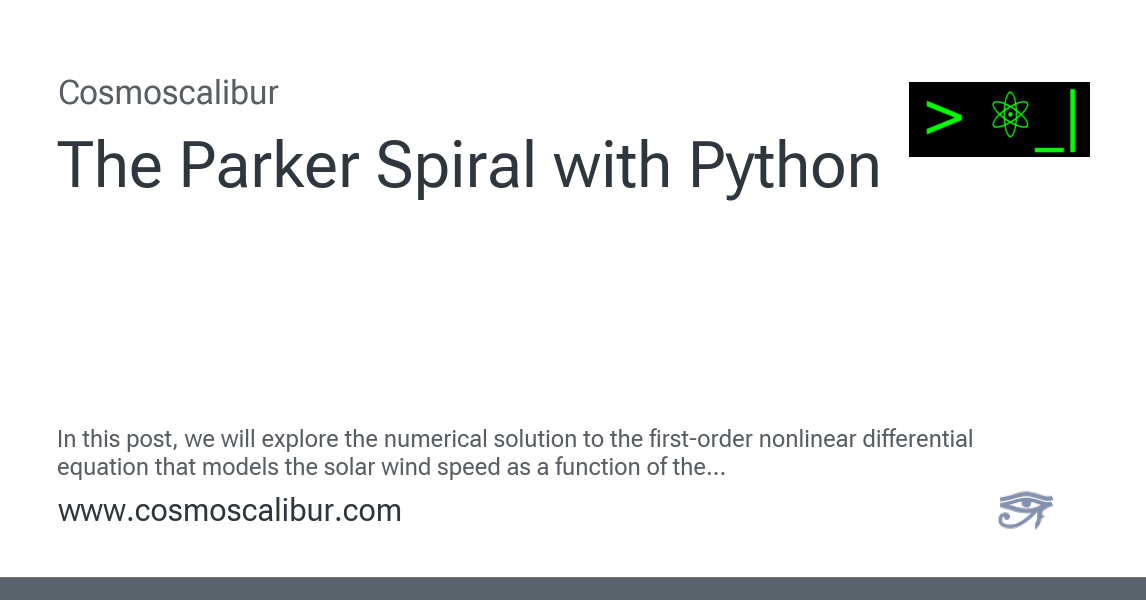 Cosmoscalibur
The Parker Spiral with Python
> _|
In this post, we will explore the numerical solution to the first-order nonlinear differential
equation that models the solar wind speed as a function of the...
www.cosmoscalibur.com